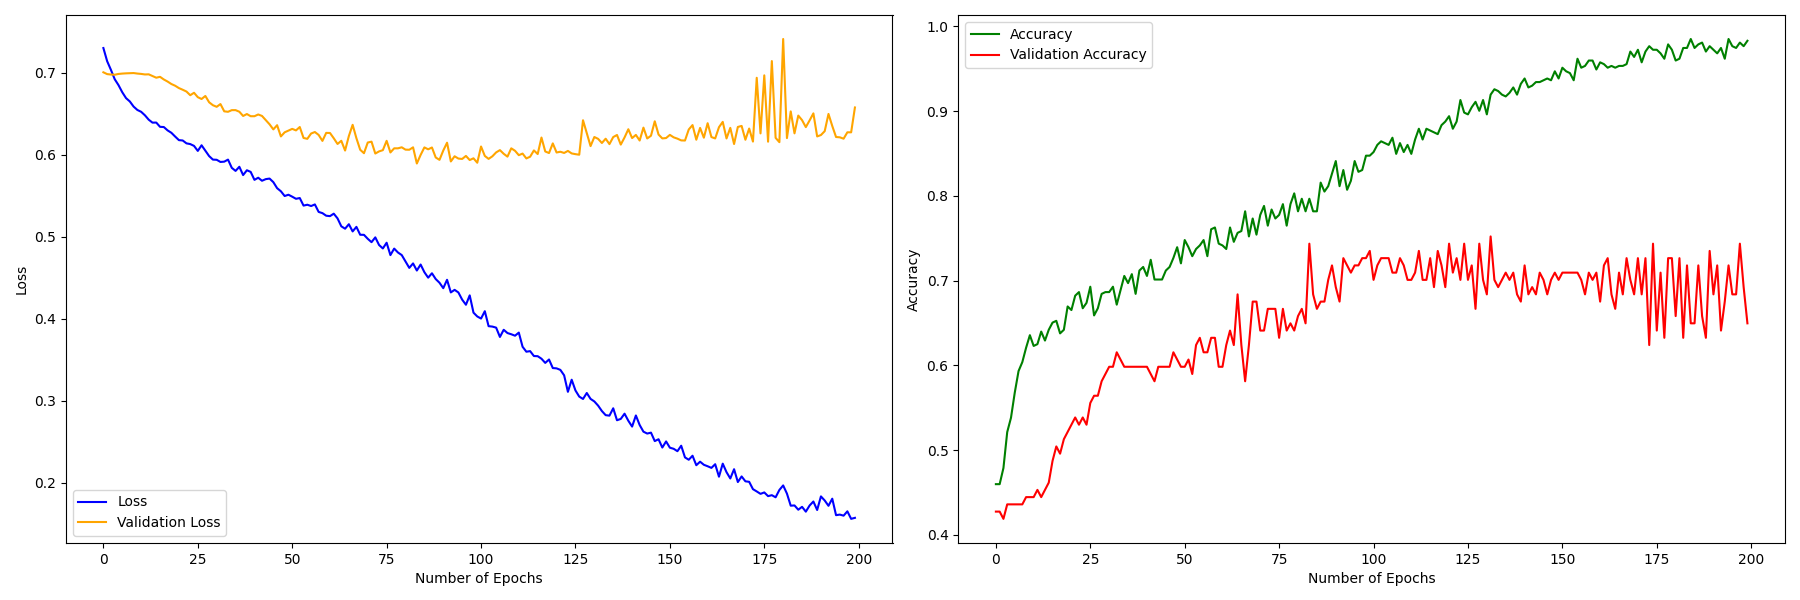 0.7
0.6
0.5
0.4
0.3
0.2
Loss
Loss
Validation Loss
0 25 50 75 100 125 150 175 200
Number of Epochs
1.0
0.9
0.8
0.7
0.6
0.5
0.4
Accuracy
Accuracy
Validation Accuracy
0 25 50 75 100 125 150 175 200
Number of Epochs